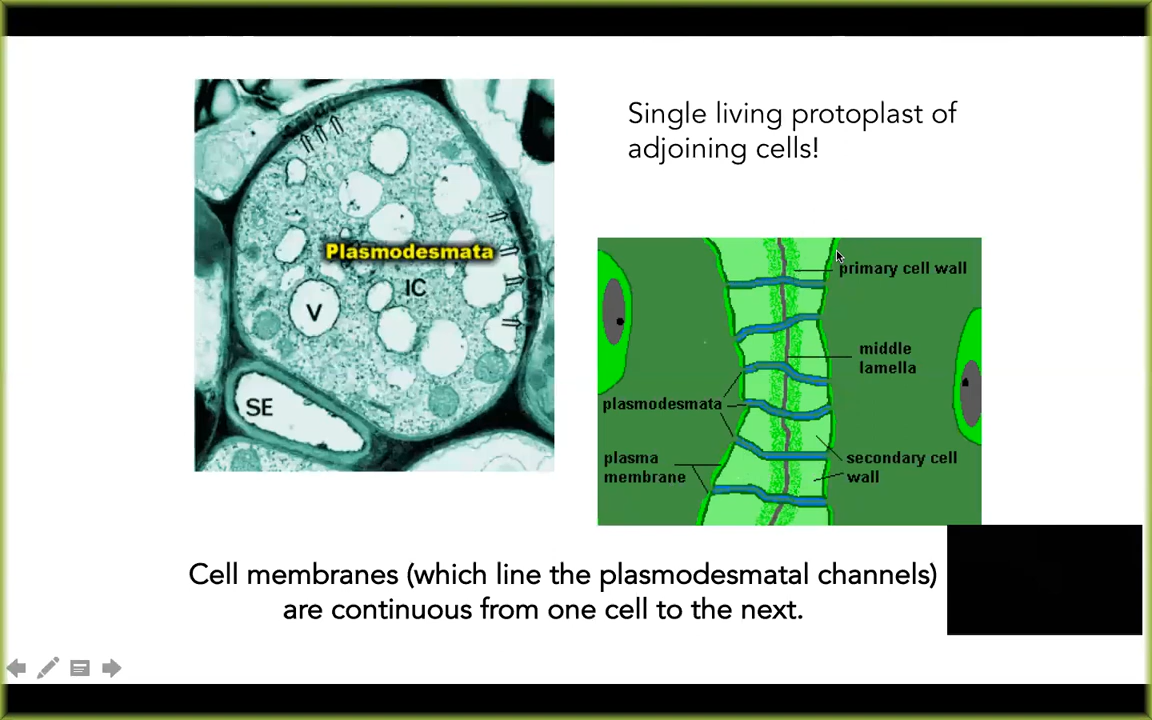 Single living protoplast of
adjoining cells!
Plasmodesmata
IC
V
SE
primary cell wall
middle
lamella
plasmodesmata
plasma
membrane
secondary cell
wall
Cell membranes (which line the plasmodesmatal channels)
are continuous from one cell to the next.